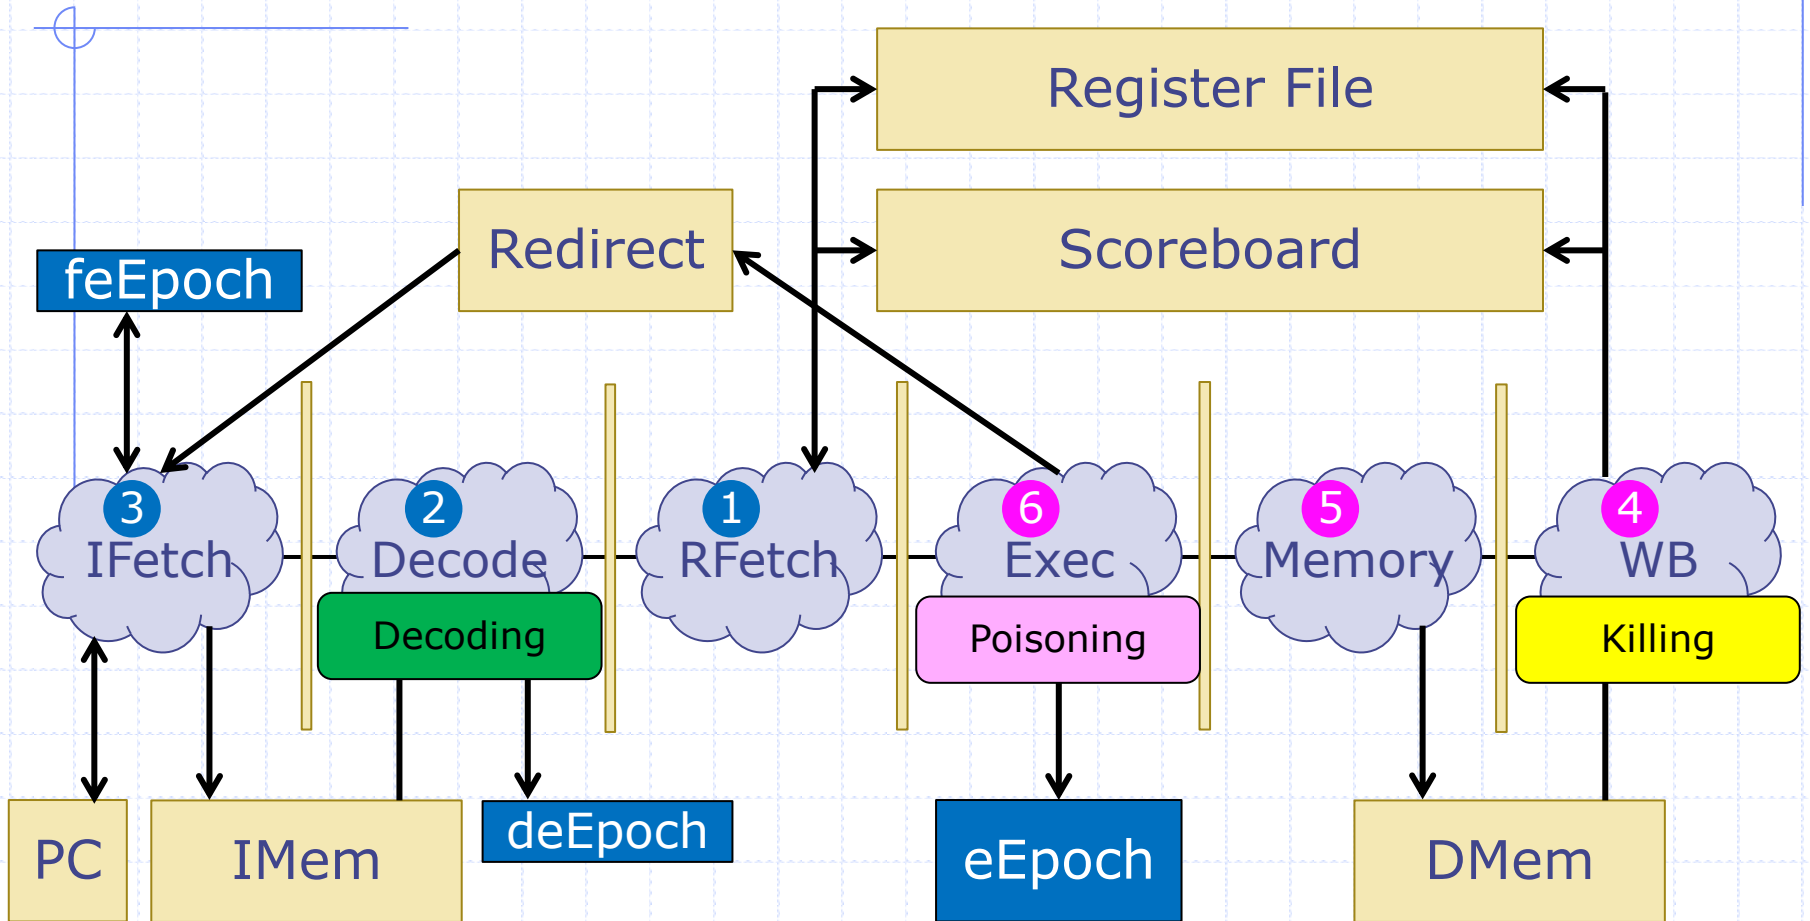 Register File
Redirect
Scoreboard
feEpoch
3
IFetch
2
Decode
1
RFetch
6
Exec
5
Memory
4
WB
Decoding
Poisoning
Killing
PC
IMem
deEpoch
eEpoch
DMem